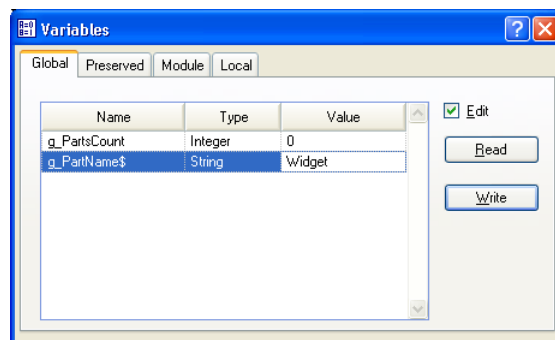 Variables
Global Preserved Module Local
Name Type Value
g_PartsCount Integer 0
g_PartName$ String Widget
Edit
Read
Write